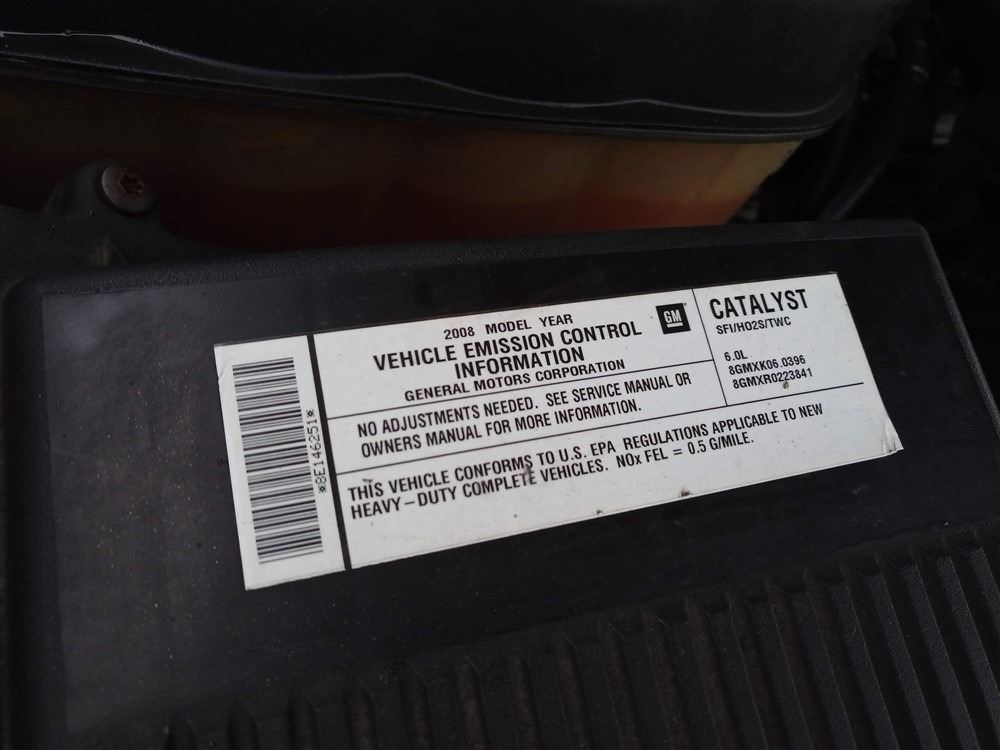 *8E146251*
2008 MODEL YEAR
VEHICLE EMISSION CONTROL
INFORMATION
GENERAL MOTORS CORPORATION
GM
CATALYST
SFI/HO2S/TWC
6.0L
8GMXK06.0396
8GMXR0223841
NO ADJUSTMENTS NEEDED. SEE SERVICE MANUAL OR
OWNERS MANUAL FOR MORE INFORMATION.
THIS VEHICLE CONFORMS TO U.S. EPA REGULATIONS APPLICABLE TO NEW
HEAVY-DUTY COMPLETE VEHICLES. NOx FEL = 0.5 G/MILE.